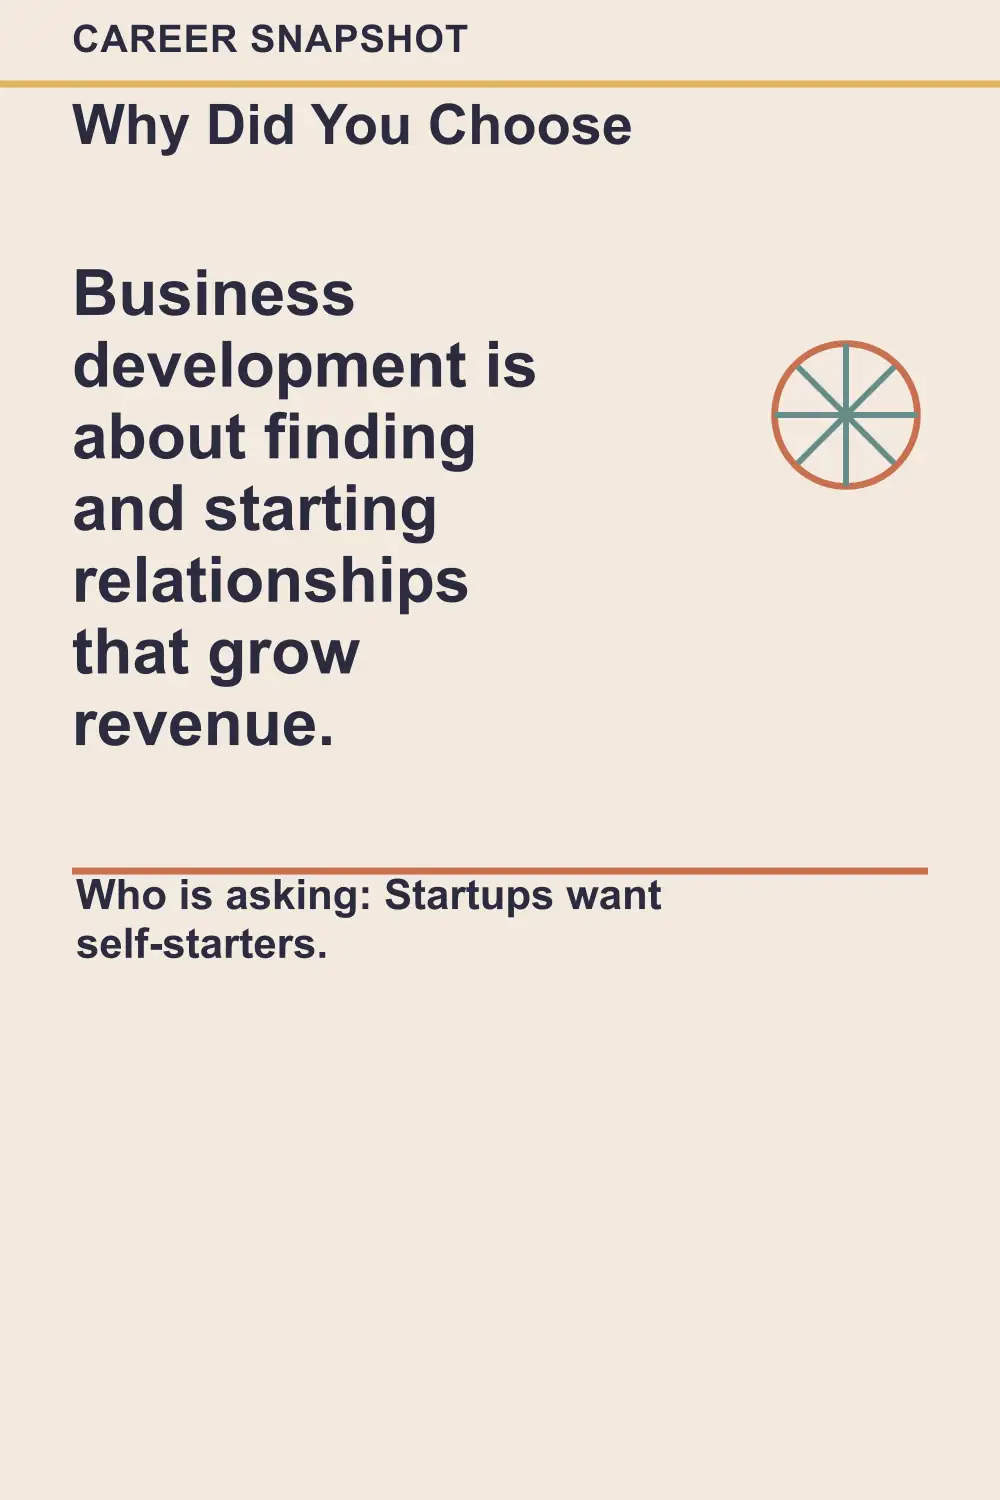 CAREER SNAPSHOT
Why Did You Choose
Business
development is
about finding
and starting
relationships
that grow
revenue.
Who is asking: Startups want
self-starters.